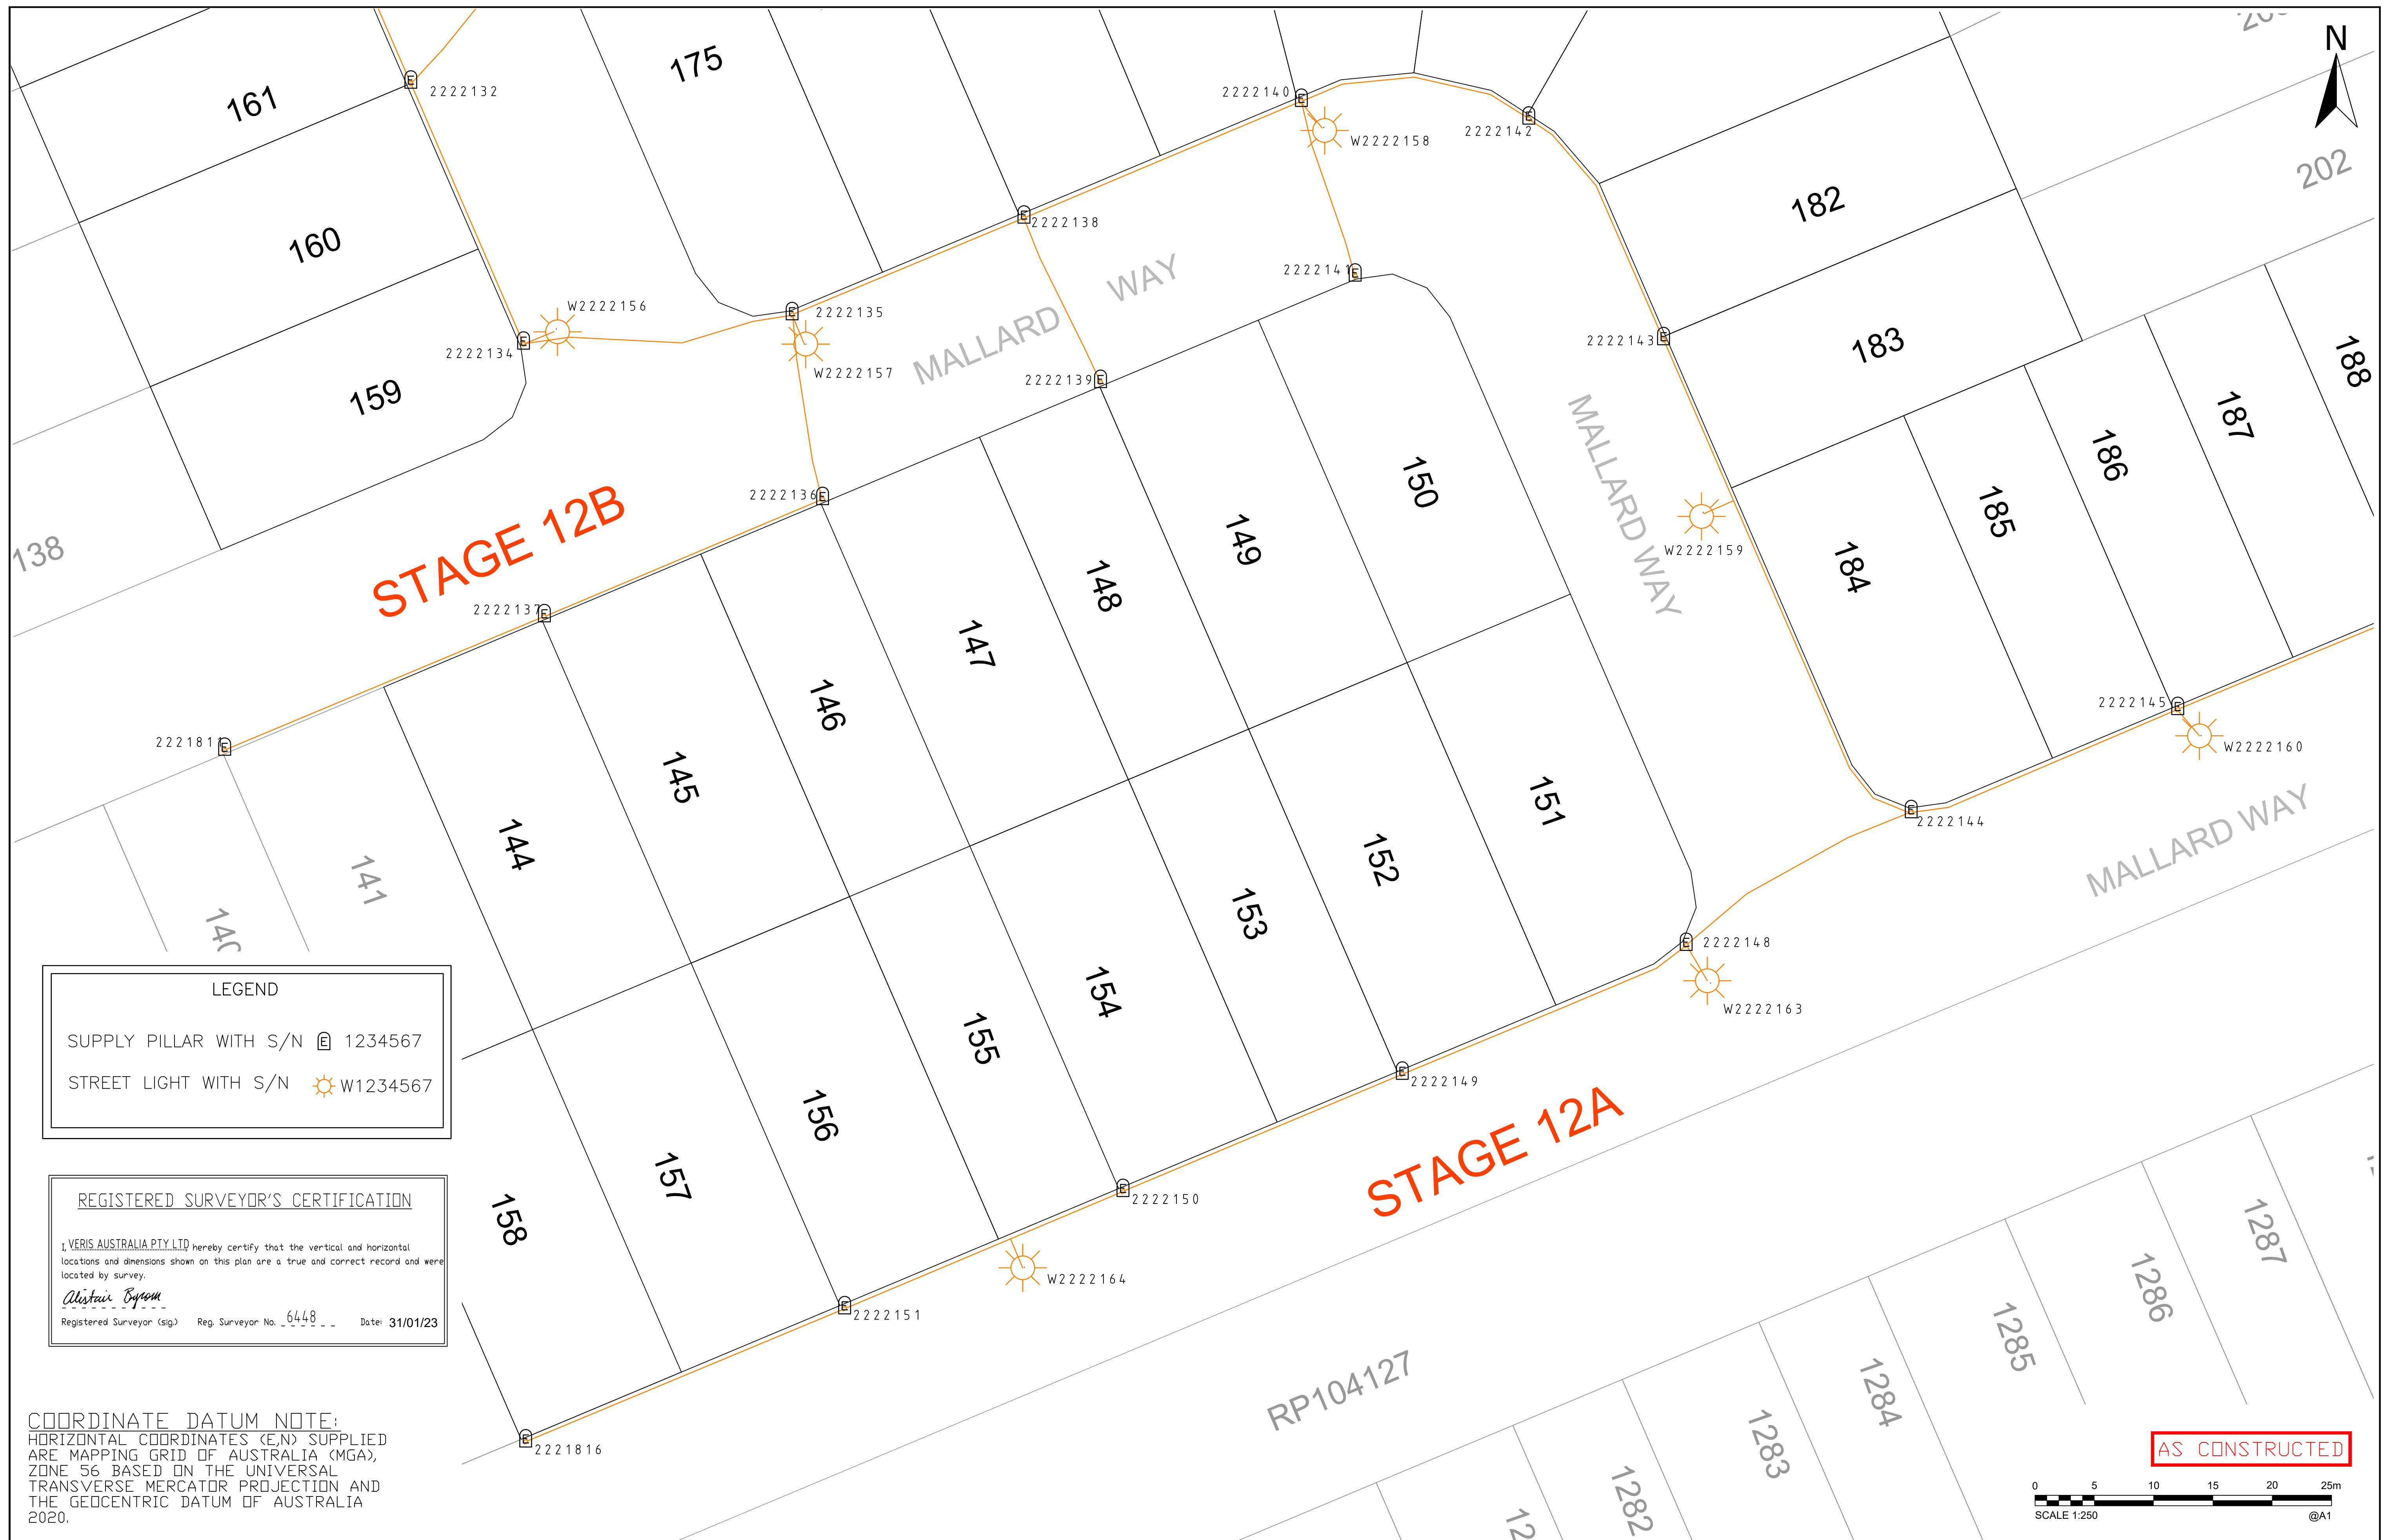 N
161
175
2222132
2222140
2222142
W2222158
182
202
160
2222138
2222141
WAY
MALLARD
W2222156
2222135
2222134
W2222157
2222139
2222143
183
188
159
187
186
185
184
150
149
148
147
146
145
144
2222136
MALLARD WAY
W2222159
138
STAGE 12B
2222137
2221811
2222145
W2222160
2222144
MALLARD WAY
141
151
152
153
154
155
156
157
158
2222148
W2222163
2222149
2222150
W2222164
2222151
2221816
STAGE 12A
RP104127
1287
1286
1285
1284
1283
1282
LEGEND
SUPPLY PILLAR WITH S/N E 1234567
STREET LIGHT WITH S/N W1234567
REGISTERED SURVEYOR'S CERTIFICATION
I, VERIS AUSTRALIA PTY LTD hereby certify that the vertical and horizontal
locations and dimensions shown on this plan are a true and correct record and were
located by survey.
Alistair Byrom
Registered Surveyor (sig.) Reg. Surveyor No. 6448 Date: 31/01/23
COORDINATE DATUM NOTE:
HORIZONTAL COORDINATES (E,N) SUPPLIED
ARE MAPPING GRID OF AUSTRALIA (MGA),
ZONE 56 BASED ON THE UNIVERSAL
TRANSVERSE MERCATOR PROJECTION AND
THE GEOCENTRIC DATUM OF AUSTRALIA
2020.
AS CONSTRUCTED
0 5 10 15 20 25m
SCALE 1:250 @A1